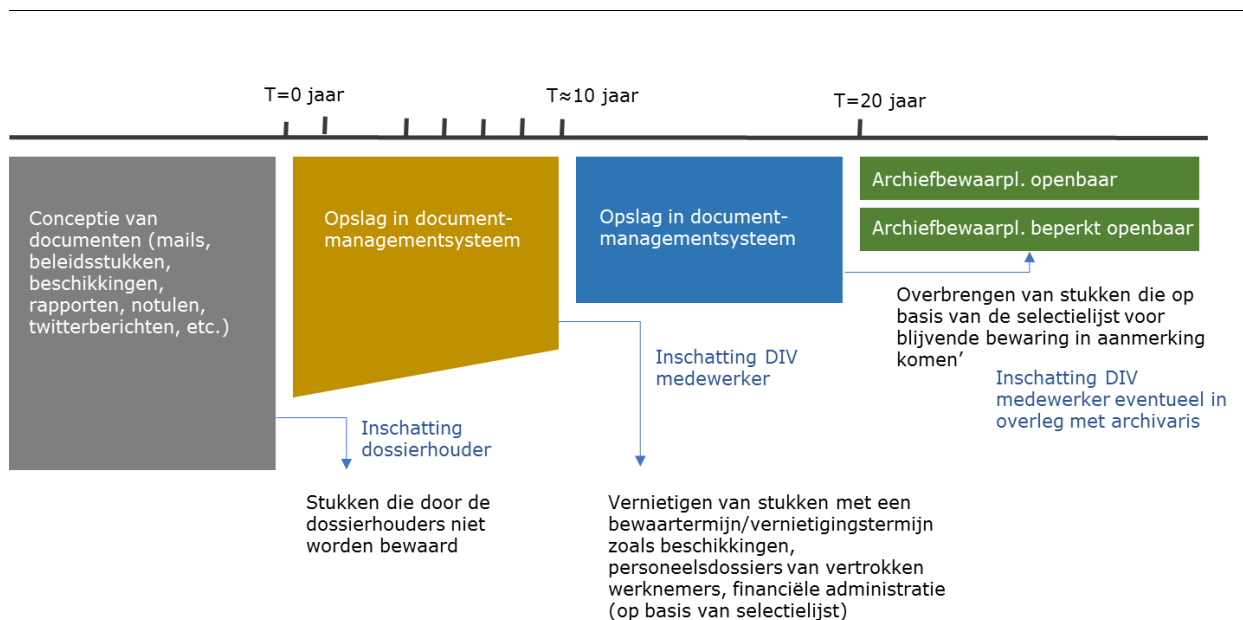 T=0 jaar
T≈10 jaar
T=20 jaar
Conceptie van
documenten (mails,
beleidsstukken,
beschikkingen,
rapporten, notulen,
twitterberichten, etc.)
Opslag in document-
managementsysteem
Opslag in document-
managementsysteem
Archiefbewaarpl. openbaar
Archiefbewaarpl. beperkt openbaar
Overbrengen van stukken die op
basis van de selectielijst voor
blijvende bewaring in aanmerking
komen’
Inschatting DIV
medewerker eventueel in
overleg met archivaris
Inschatting DIV
medewerker
Inschatting
dossierhouder
Stukken die door de
dossierhouders niet
worden bewaard
Vernietigen van stukken met een
bewaartermijn/vernietigingstermijn
zoals beschikkingen,
personeelsdossiers van vertrokken
werknemers, financiële administratie
(op basis van selectielijst)